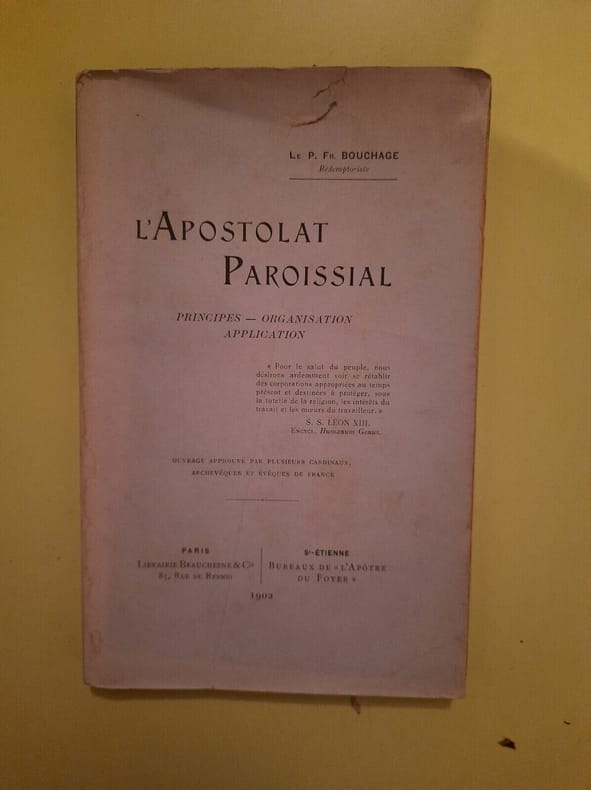 Le P. Fr. BOUCHAGE
Rédemptoriste
L'APOSTOLAT
PAROISSIAL
PRINCIPES — ORGANISATION
APPLICATION
« Pour le salut du peuple, nous
désirons ardemment voir se rétablir
des corporations appropriées au temps
présent et destinées à protéger, sous
la tutelle de la religion, les intérêts du
travail et les mœurs du travailleur. »
S. S. LÉON XIII.
Encycl. Humanum Genus.
OUVRAGE APPROUVÉ PAR PLUSIEURS CARDINAUX,
ARCHEVÊQUES ET ÉVÊQUES DE FRANCE
PARIS
Librairie Beauchesne & Cie
83, Rue de Rennes
St-ÉTIENNE
Bureaux de « L'Apôtre
du Foyer »
1902